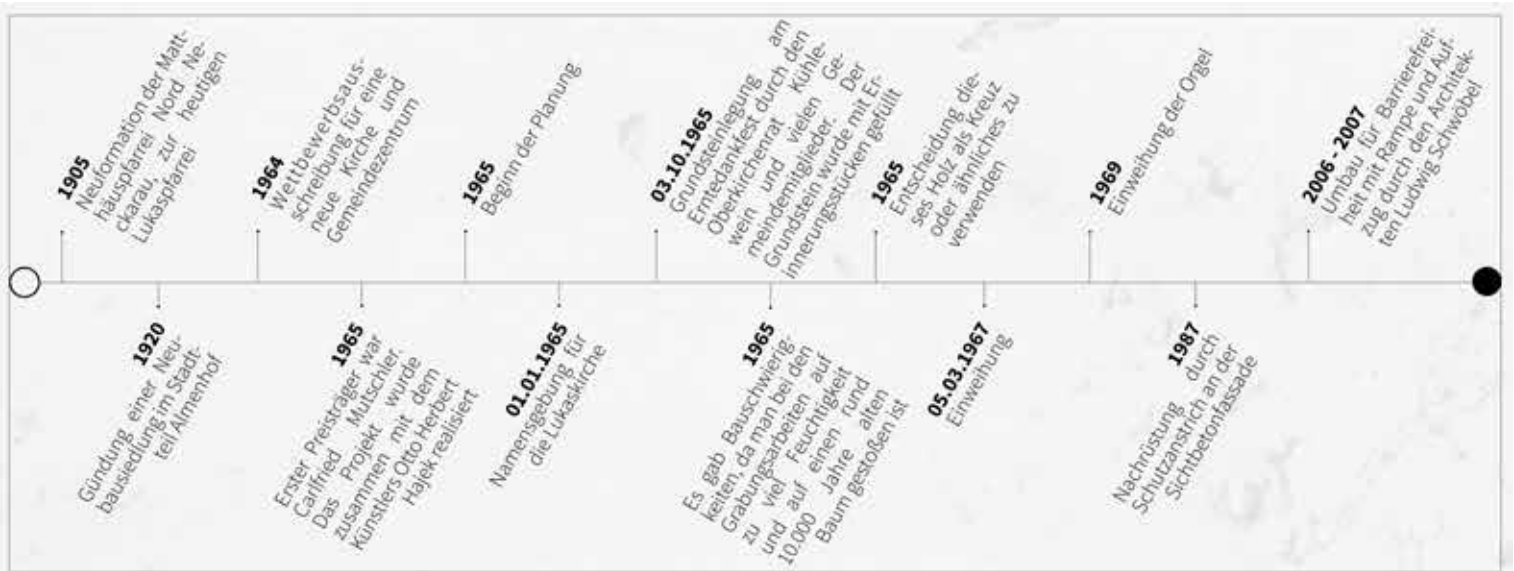 1905
Neuformation der Matt-
häuspfarrei Nord Ne-
ckarau, zur heutigen
Lukaspfarrei
1920
Gündung einer Neu-
bausiedlung im Stadt-
teil Almenhof
1964
Wettbewerbsaus-
schreibung für eine
neue Kirche und
Gemeindezentrum
1965
Erster Preisträger war
Carlfried Mutschler.
Das Projekt wurde
zusammen mit dem
Künstlers Otto Herbert
Hajek realisiert
1965
Beginn der Planung
01.01.1965
Namensgebung für
die Lukaskirche
03.10.1965
Grundsteinlegung am
Erntedankfest durch den
Oberkirchenrat Kühle-
wein und vielen Ge-
meindemitglieder. Der
Grundstein wurde mit Er-
innerungsstücken gefüllt
1965
Es gab Bauschwierig-
keiten, da man bei den
Grabungsarbeiten auf
zu viel Feuchtigkeit
und auf einen rund
10.000 Jahre alten
Baum gestoßen ist
1965
Entscheidung die-
ses Holz als Kreuz
oder ähnliches zu
verwenden
05.03.1967
Einweihung
1969
Einweihung der Orgel
1987
Nachrüstung durch
Schutzanstrich an der
Sichtbetonfassade
2006 - 2007
Umbau für Barrierefrei-
heit mit Rampe und Auf-
zug durch den Architek-
ten Ludwig Schwöbel